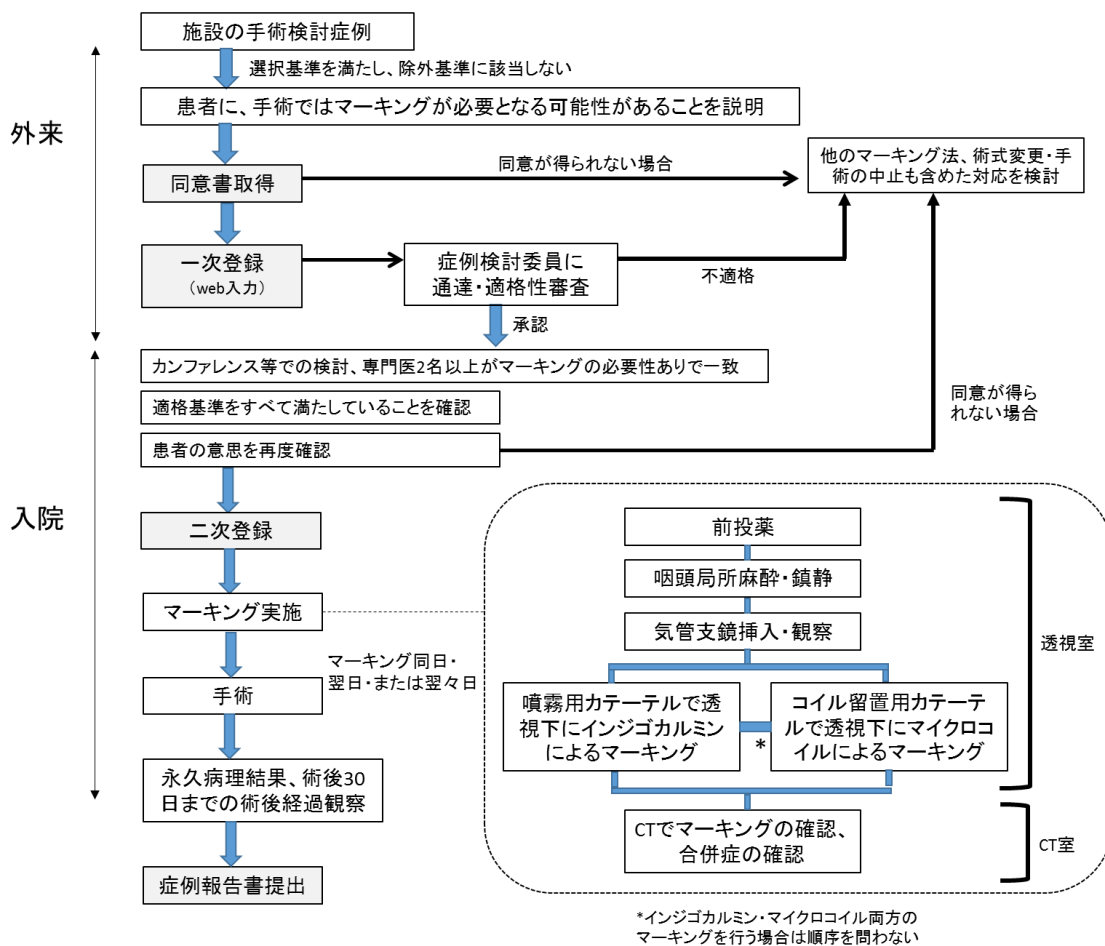 施設の手術検討症例
選択基準を満たし、除外基準に該当しない
患者に、手術ではマーキングが必要となる可能性があることを説明
外来
同意書取得
同意が得られない場合
他のマーキング法、術式変更・手
術の中止も含めた対応を検討
一次登録
（web入力）
症例検討委員に
通達・適格性審査
不適格
承認
カンファレンス等での検討、専門医2名以上がマーキングの必要性ありで一致
適格基準をすべて満たしていることを確認
患者の意思を再度確認
同意が得ら
れない場合
入院
二次登録
マーキング実施
マーキング同日・
翌日・または翌々日
手術
永久病理結果、術後30
日までの術後経過観察
症例報告書提出
前投薬
咽頭局所麻酔・鎮静
気管支鏡挿入・観察
噴霧用カテーテルで透
視下にインジゴカルミン
によるマーキング
*
コイル留置用カテーテ
ルで透視下にマイクロコ
イルによるマーキング
透視室
CTでマーキングの確認、
合併症の確認
CT室
*インジゴカルミン・マイクロコイル両方の
マーキングを行う場合は順序を問わない